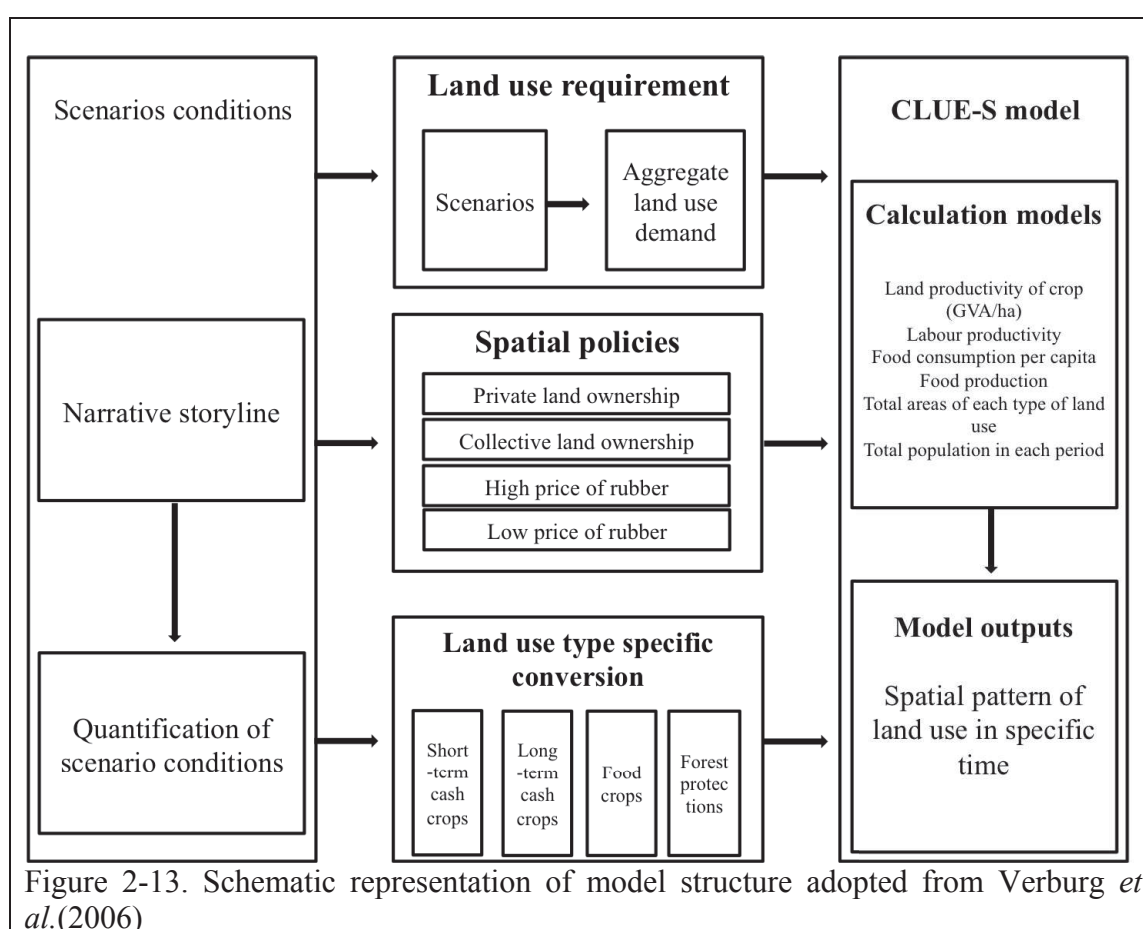 Scenarios conditions
Narrative storyline
Quantification of
scenario conditions
Land use requirement
Scenarios
Aggregate
land use
demand
Spatial policies
Private land ownership
Collective land ownership
High price of rubber
Low price of rubber
Land use type specific
conversion
Short
-term
cash
crops
Long
-term
cash
crops
Food
crops
Forest
protec
tions
CLUE-S model
Calculation models
Land productivity of crop
(GVA/ha)
Labour productivity
Food consumption per capita
Food production
Total areas of each type of land
use
Total population in each period
Model outputs
Spatial pattern of
land use in specific
time
Figure 2-13. Schematic representation of model structure adopted from Verburg et
al.(2006)